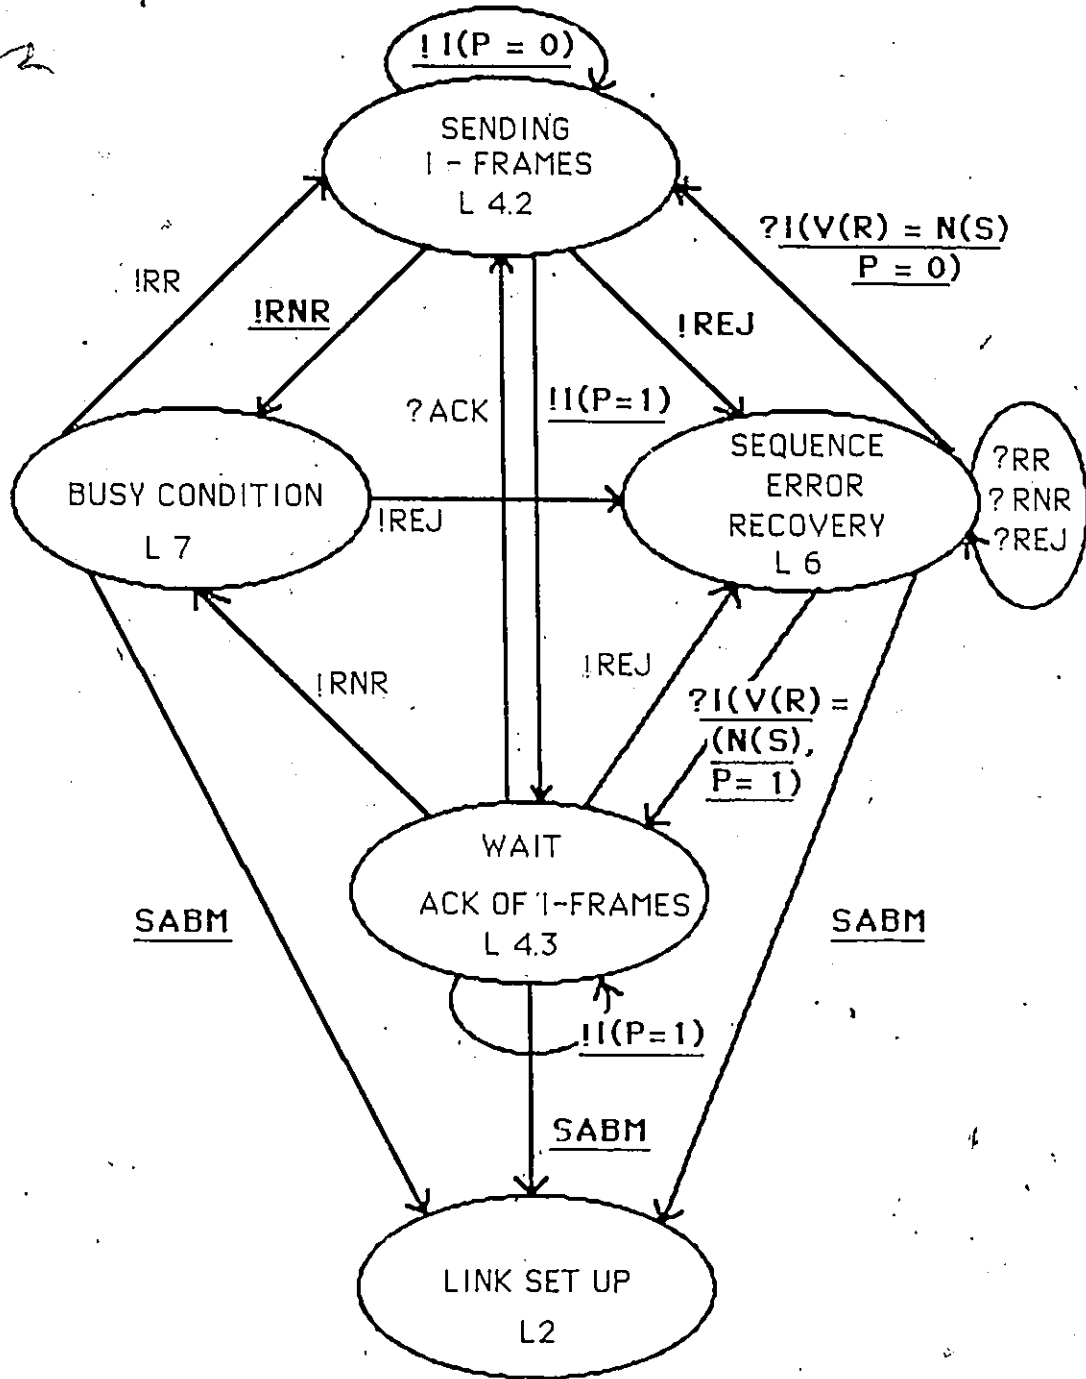 !I(P = 0)
SENDING
I - FRAMES
L 4.2
?I(V(R) = N(S)
P = 0)
!RR
!RNR
!REJ
?ACK
!I(P=1)
BUSY CONDITION
L 7
!REJ
SEQUENCE
ERROR
RECOVERY
L 6
?RR
?RNR
?REJ
!RNR
!REJ
?I(V(R) =
(N(S),
P= 1)
WAIT
ACK OF I-FRAMES
L 4.3
SABM
SABM
!I(P=1)
SABM
LINK SET UP
L2